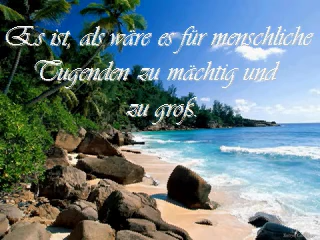 Es ist, als wäre es für menschliche
Tugenden zu mächtig und
zu groß.